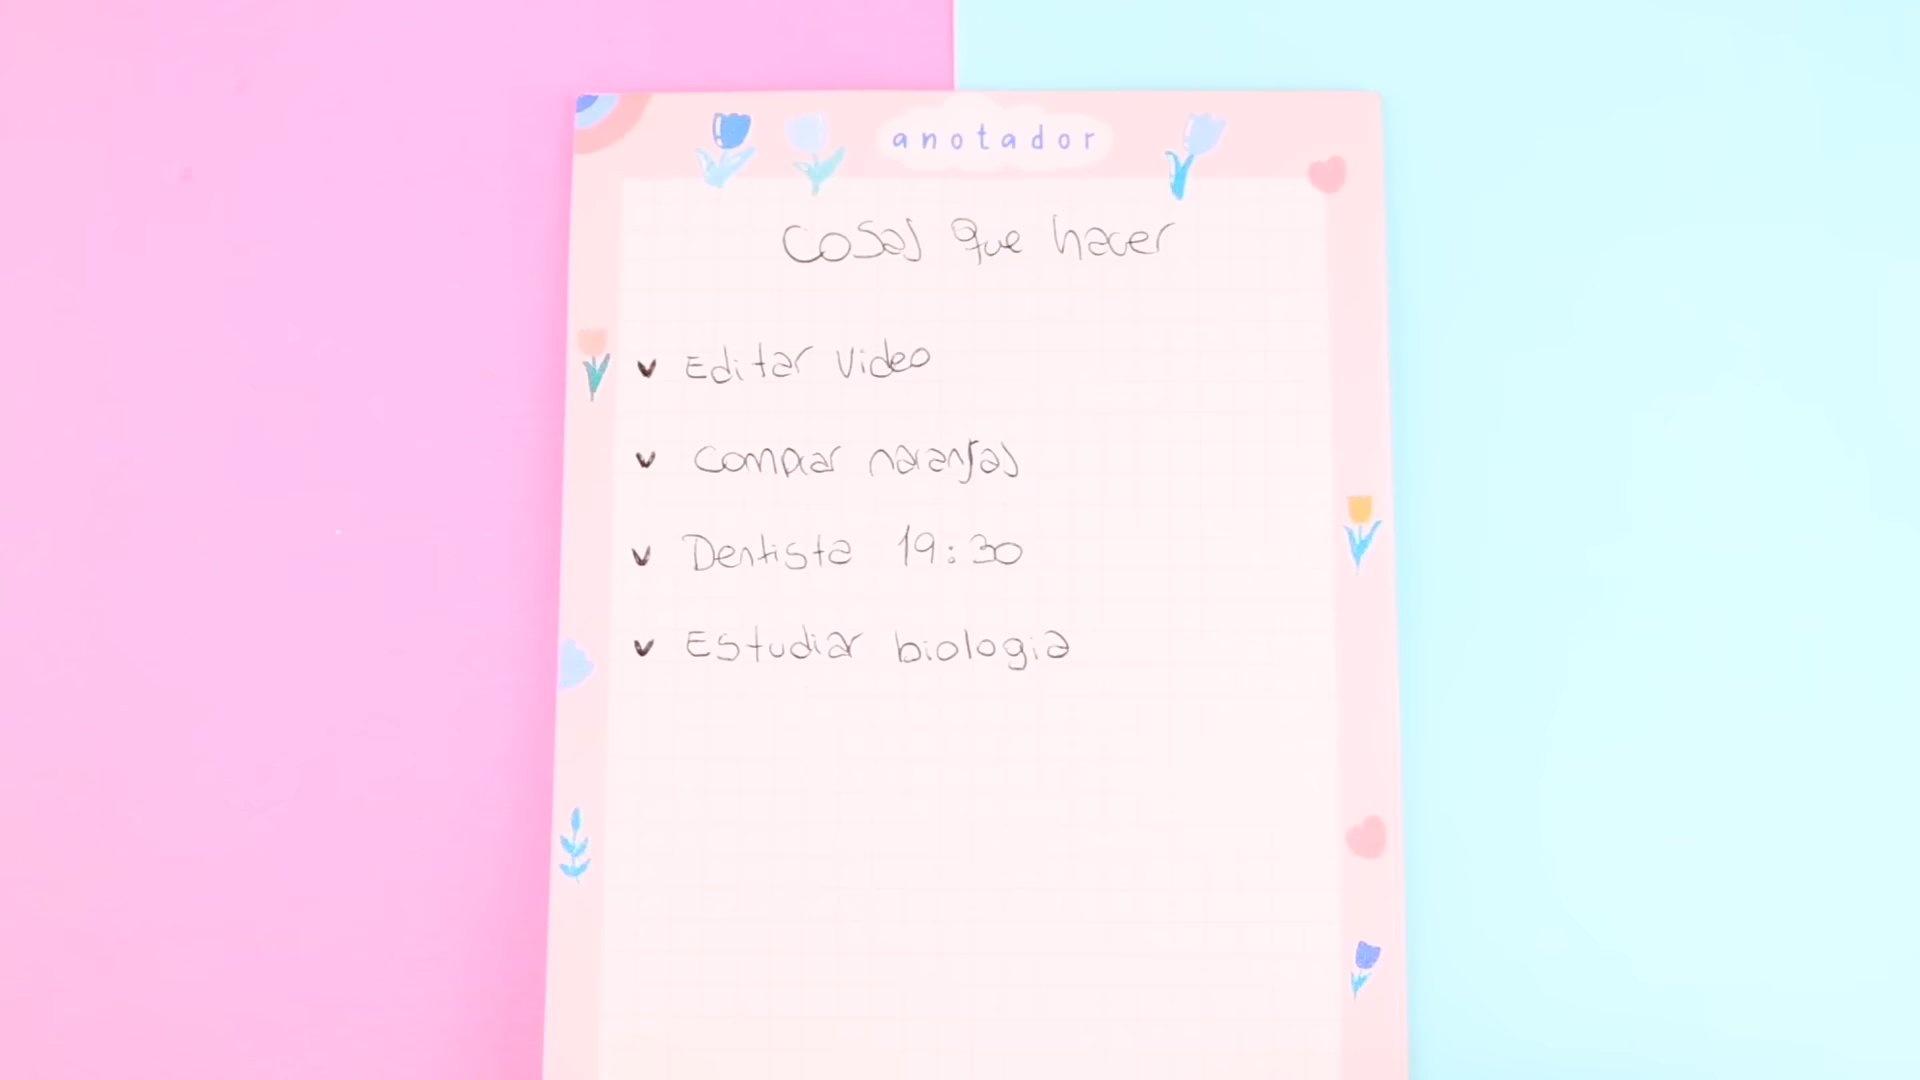 anotador
Cosas que hacer
Editar video
Comprar naranjas
Dentista 19:30
Estudiar biologia